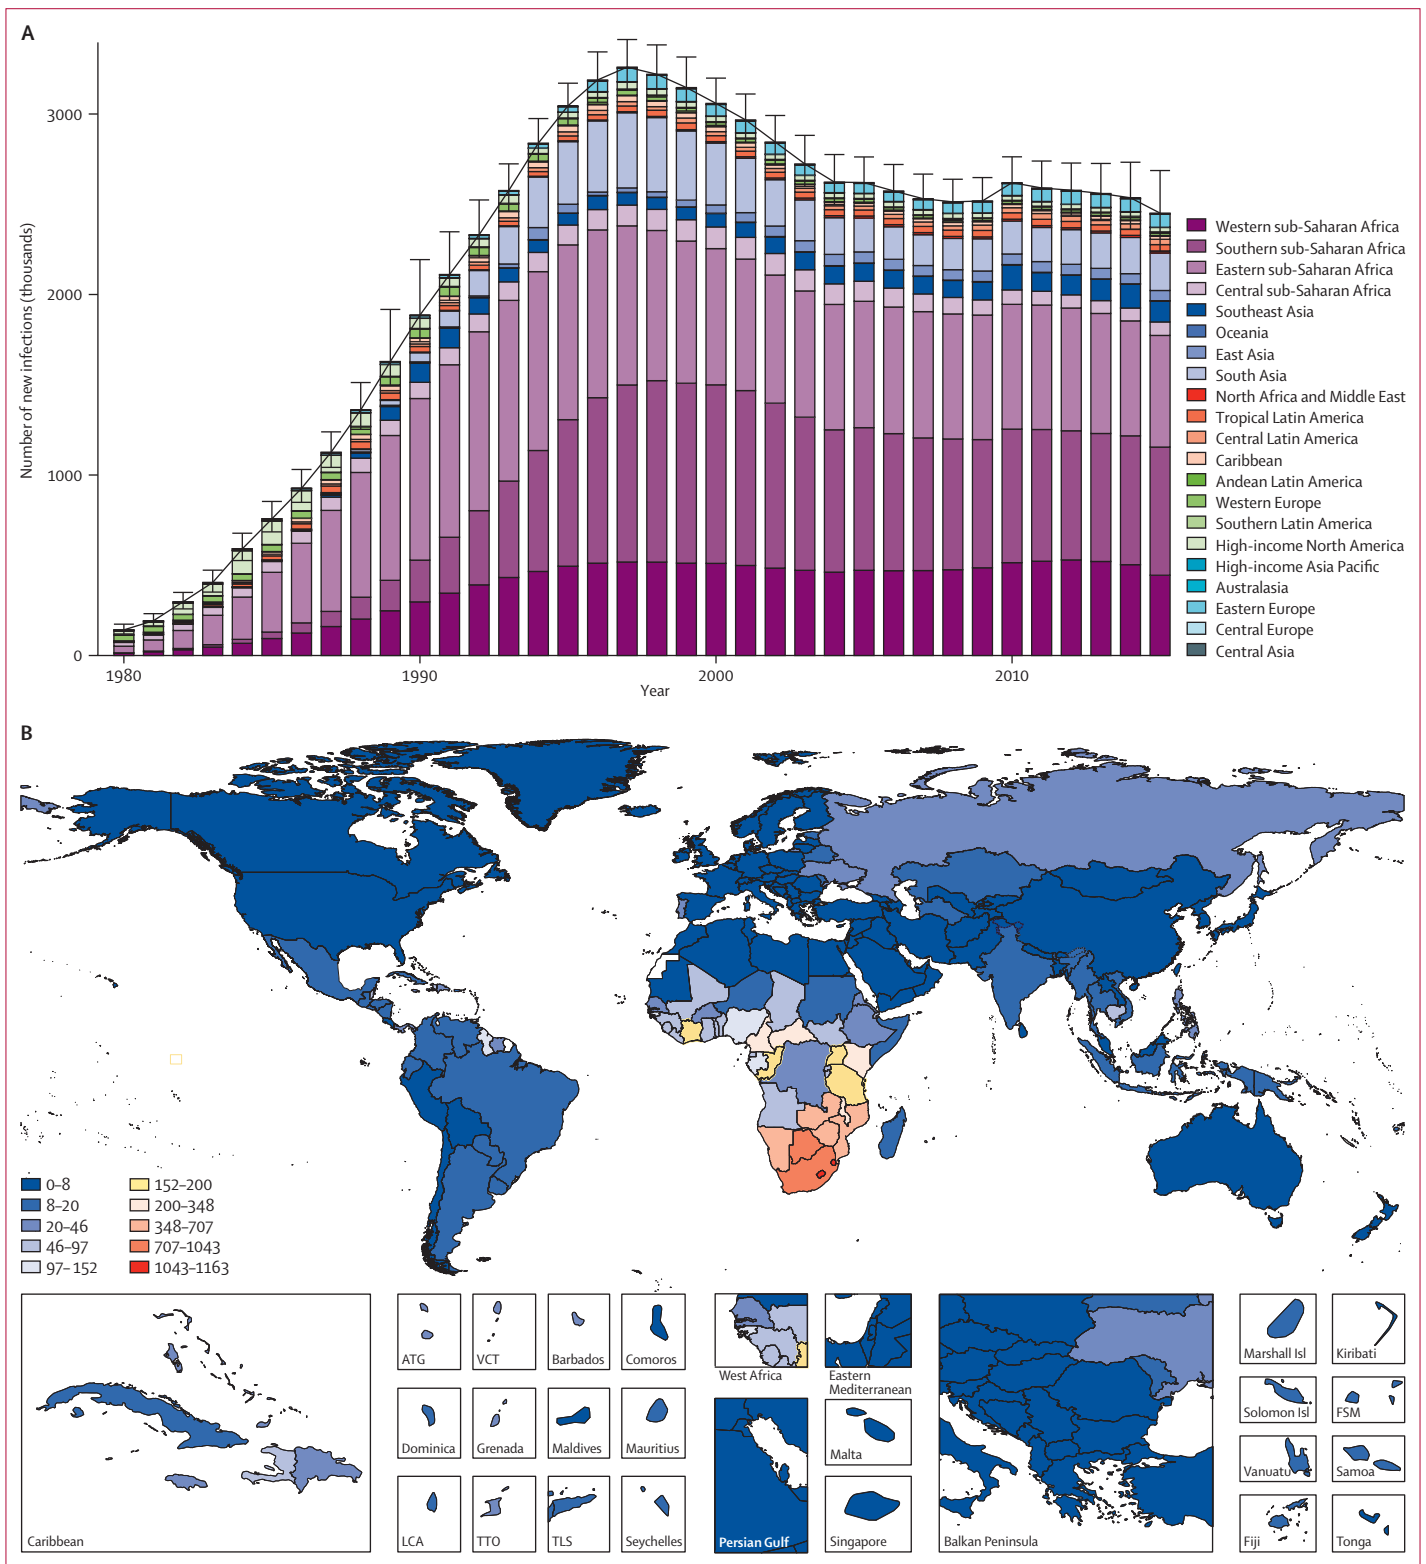 A
3000
2000
1000
0
Number of new infections (thousands)
1980
1990
2000
2010
Year
Western sub-Saharan Africa
Southern sub-Saharan Africa
Eastern sub-Saharan Africa
Central sub-Saharan Africa
Southeast Asia
Oceania
East Asia
South Asia
North Africa and Middle East
Tropical Latin America
Central Latin America
Caribbean
Andean Latin America
Western Europe
Southern Latin America
High-income North America
High-income Asia Pacific
Australasia
Eastern Europe
Central Europe
Central Asia
B
0–8
8–20
20–46
46–97
97–152
152–200
200–348
348–707
707–1043
1043–1163
Caribbean
ATG
VCT
Barbados
Comoros
Dominica
Grenada
Maldives
Mauritius
LCA
TTO
TLS
Seychelles
West Africa
Eastern
Mediterranean
Persian Gulf
Malta
Singapore
Balkan Peninsula
Marshall Isl
Kiribati
Solomon Isl
FSM
Vanuatu
Samoa
Fiji
Tonga